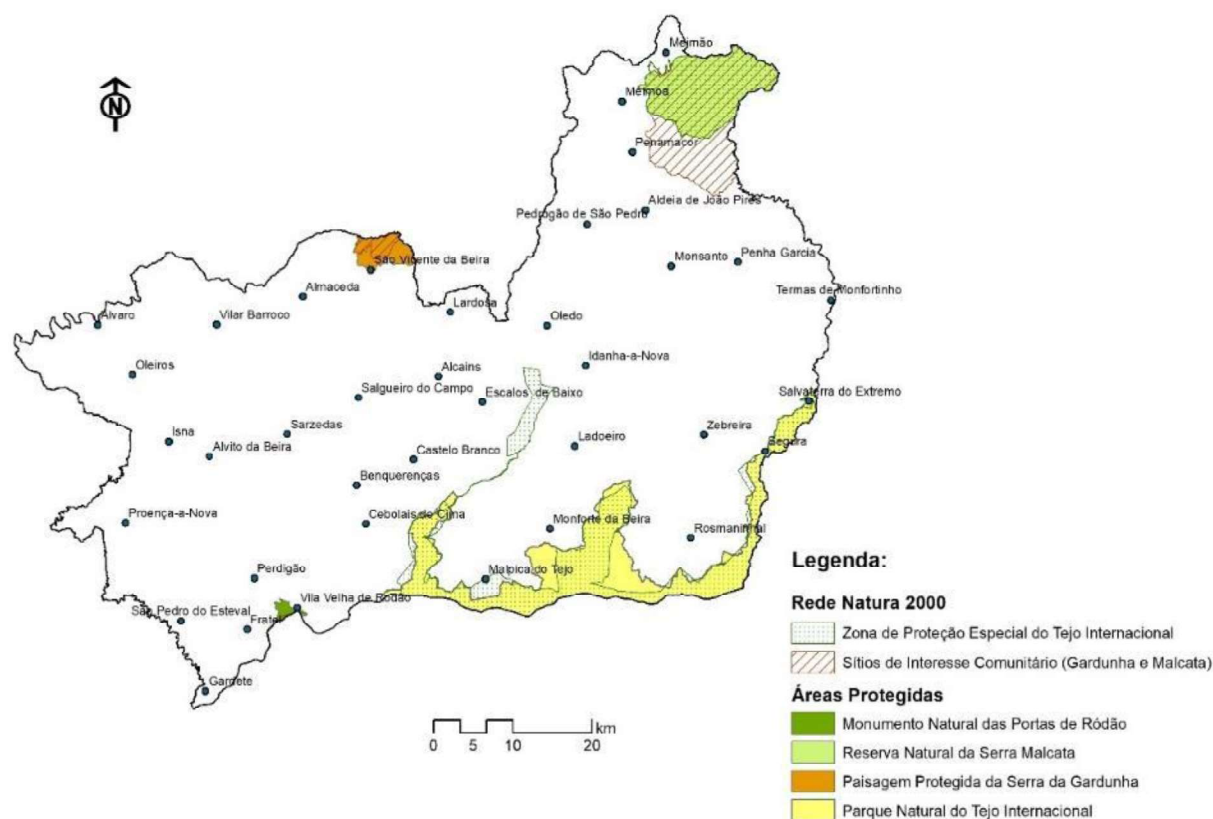 N
Meimão
Meimoa
Penamacor
Aldeia de João Pires
Pedrogão de São Pedro
Monsanto
Penha Garcia
São Vicente da Beira
Termas de Monfortinho
Almaceda
Lardosa
Álvaro
Vilar Barroco
Oledo
Idanha-a-Nova
Oleiros
Alcains
Salgueiro do Campo
Escalos de Baixo
Salvaterra do Extremo
Isna
Sarzedas
Zebreira
Alvito da Beira
Castelo Branco
Ladoeiro
Segura
Benquerenças
Proença-a-Nova
Cebolais de Cima
Monforte da Beira
Rosmaninhal
Perdigão
Malpica do Tejo
São Pedro do Esteval
Vila Velha de Rodão
Fratel
Gardete
km
0 5 10 20
Legenda:
Rede Natura 2000
Zona de Proteção Especial do Tejo Internacional
Sítios de Interesse Comunitário (Gardunha e Malcata)
Áreas Protegidas
Monumento Natural das Portas de Ródão
Reserva Natural da Serra Malcata
Paisagem Protegida da Serra da Gardunha
Parque Natural do Tejo Internacional